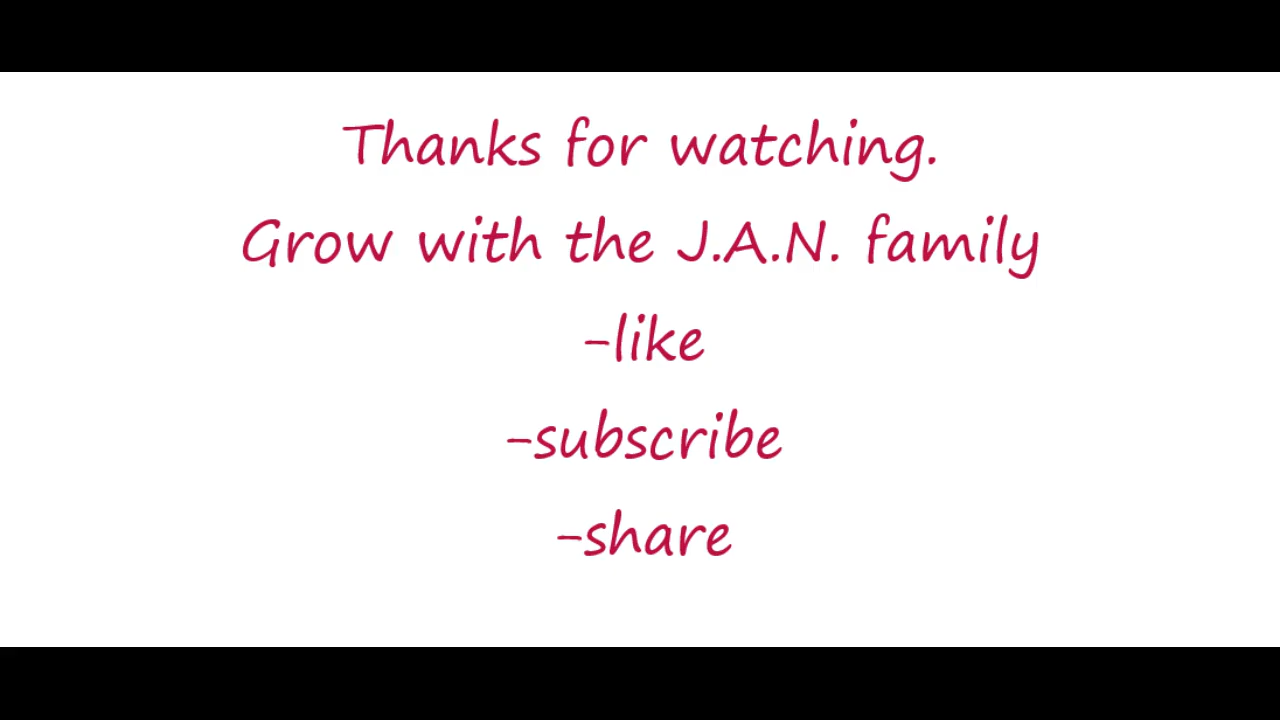 Thanks for watching.
Grow with the J.A.N. family
-like
-subscribe
-share